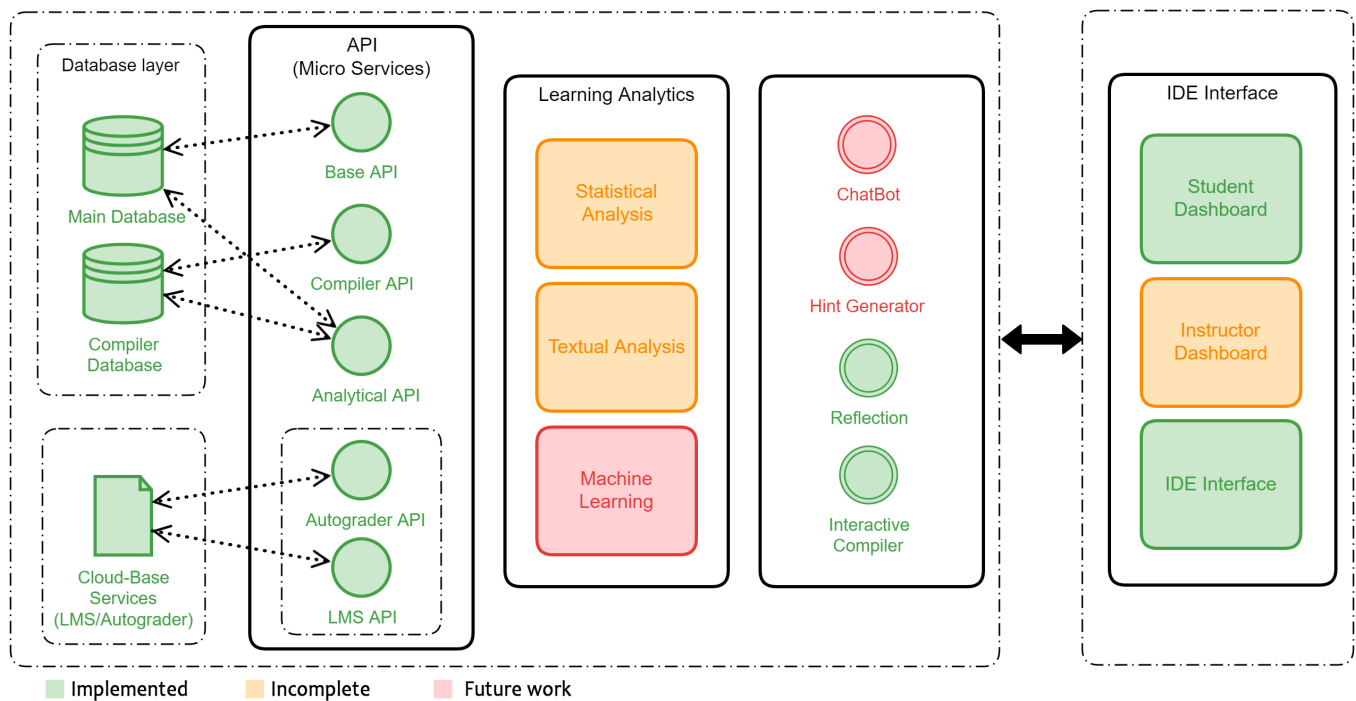 Database layer
Main Database
Compiler
Database
Cloud-Base
Services
(LMS/Autograder)
API
(Micro Services)
Base API
Compiler API
Analytical API
Autograder API
LMS API
Learning Analytics
Statistical
Analysis
Textual Analysis
Machine
Learning
ChatBot
Hint Generator
Reflection
Interactive
Compiler
IDE Interface
Student
Dashboard
Instructor
Dashboard
IDE Interface
Implemented
Incomplete
Future work